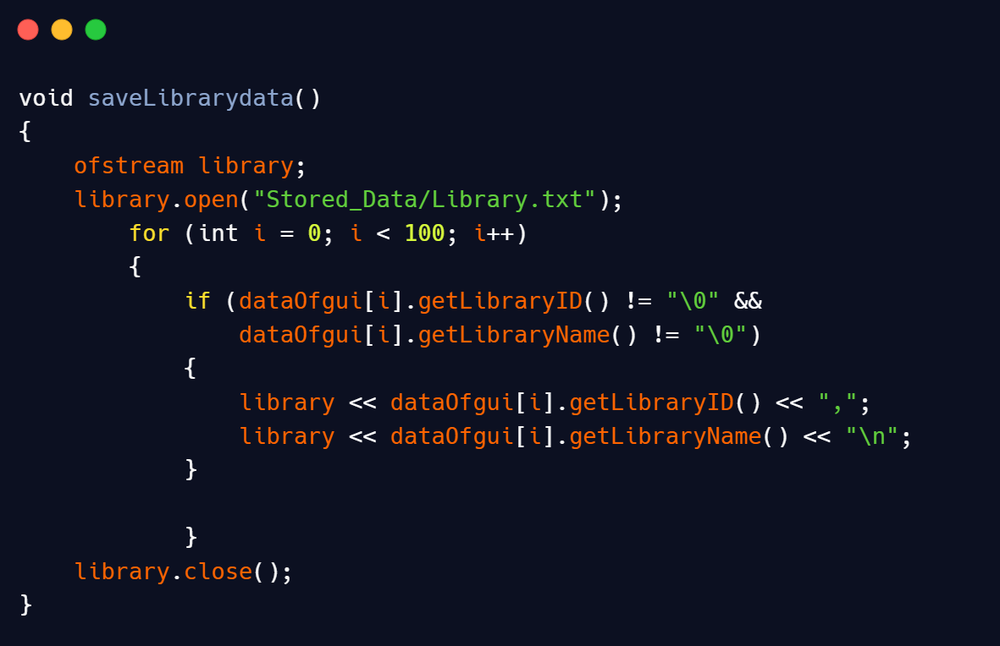 void saveLibrarydata()
{
    ofstream library;
    library.open("Stored_Data/Library.txt");
        for (int i = 0; i < 100; i++)
        {
            if (dataOfgui[i].getLibraryID() != "\0" &&
                dataOfgui[i].getLibraryName() != "\0")
            {
                library << dataOfgui[i].getLibraryID() << ",";
                library << dataOfgui[i].getLibraryName() << "\n";
            }

            }
    library.close();
}